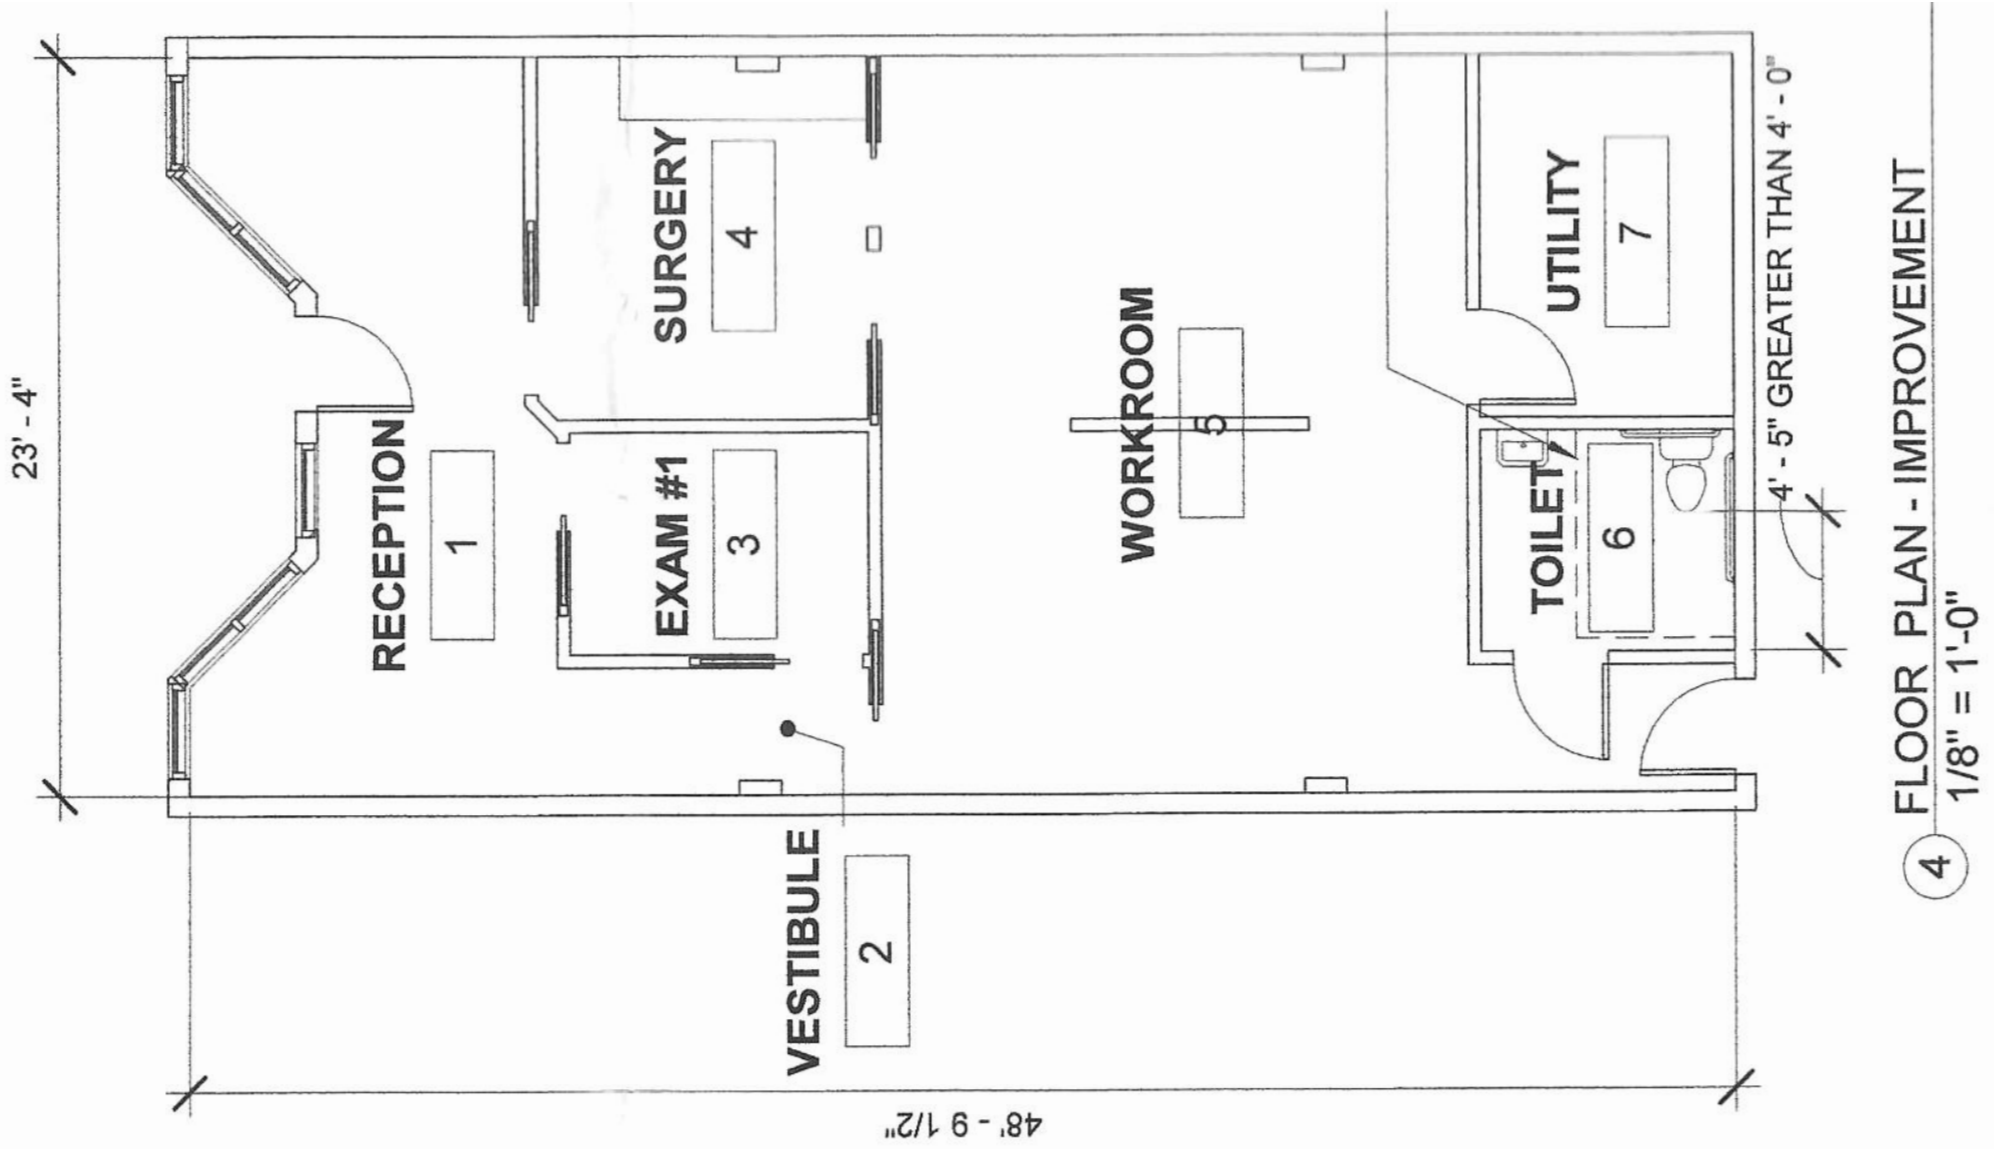 23' - 4"
RECEPTION
1
VESTIBULE
2
EXAM #1
3
SURGERY
4
WORKROOM
5
TOILET
6
UTILITY
7
4' - 5" GREATER THAN 4' - 0"
48' - 9 1/2"
4
FLOOR PLAN - IMPROVEMENT
1/8" = 1'-0"